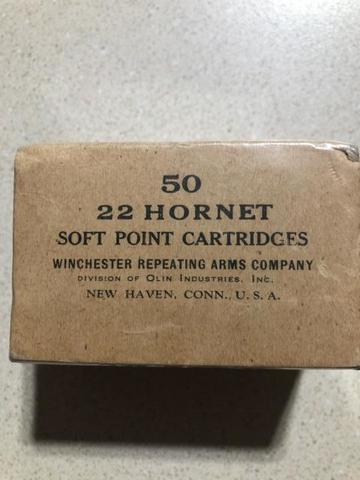 50
22 HORNET
SOFT POINT CARTRIDGES
WINCHESTER REPEATING ARMS COMPANY
DIVISION OF OLIN INDUSTRIES, INC.
NEW HAVEN, CONN., U. S. A.